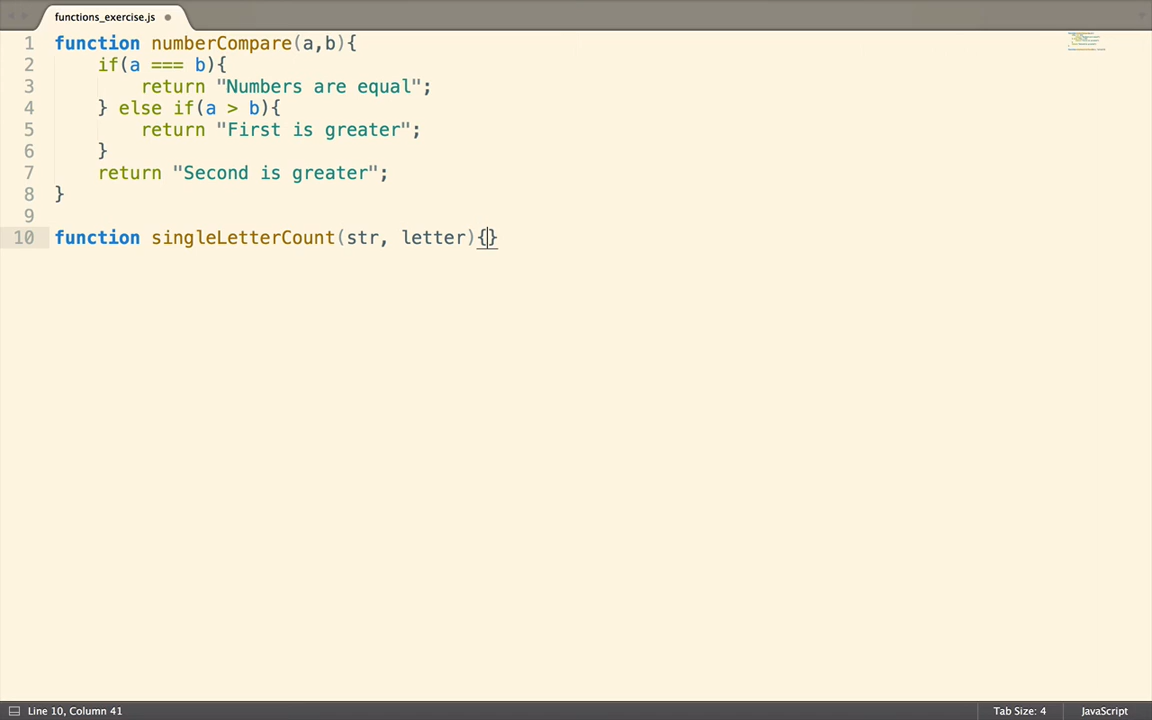 functions_exercise.js
1 function numberCompare(a,b){
2     if(a === b){
3         return "Numbers are equal";
4     } else if(a > b){
5         return "First is greater";
6     }
7     return "Second is greater";
8 }
9
10 function singleLetterCount(str, letter){}
Line 10, Column 41 Tab Size: 4 JavaScript